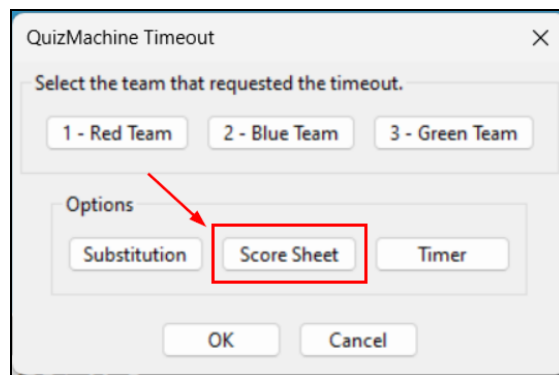 QuizMachine Timeout
Select the team that requested the timeout.
1 - Red Team 2 - Blue Team 3 - Green Team
Options
Substitution Score Sheet Timer
OK Cancel